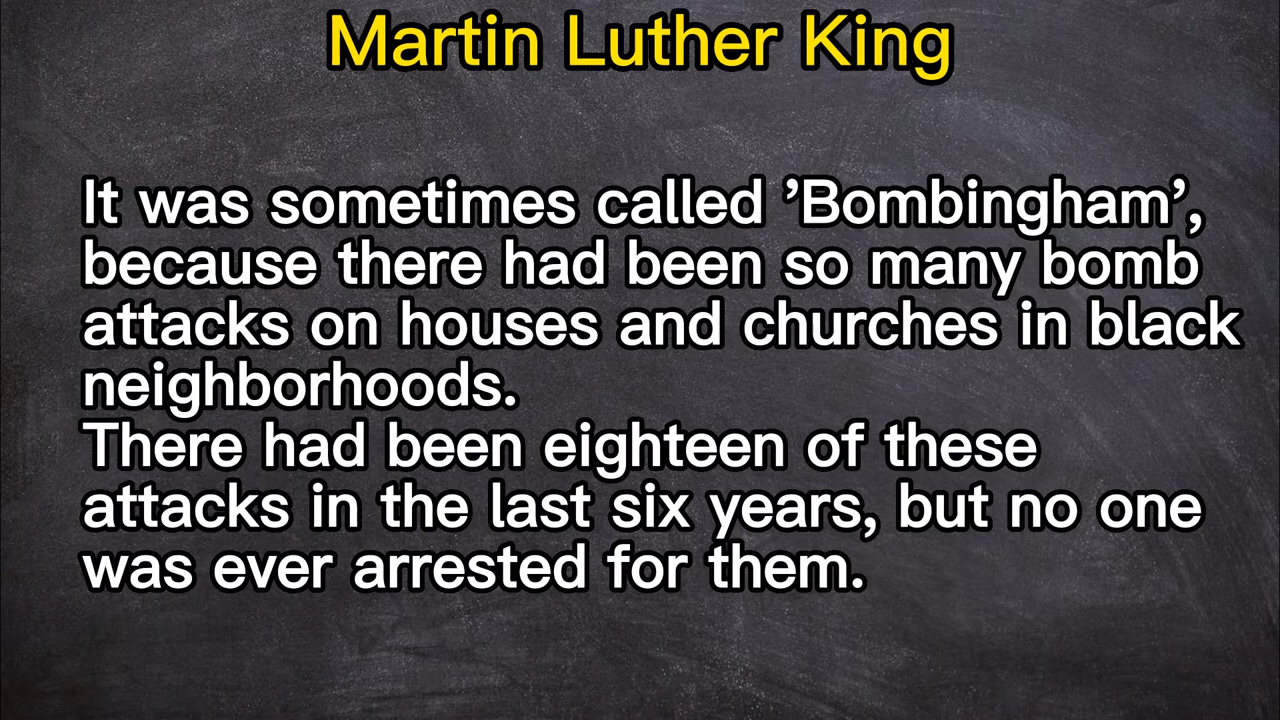 Martin Luther King
It was sometimes called ’Bombingham’,
because there had been so many bomb
attacks on houses and churches in black
neighborhoods.
There had been eighteen of these
attacks in the last six years, but no one
was ever arrested for them.